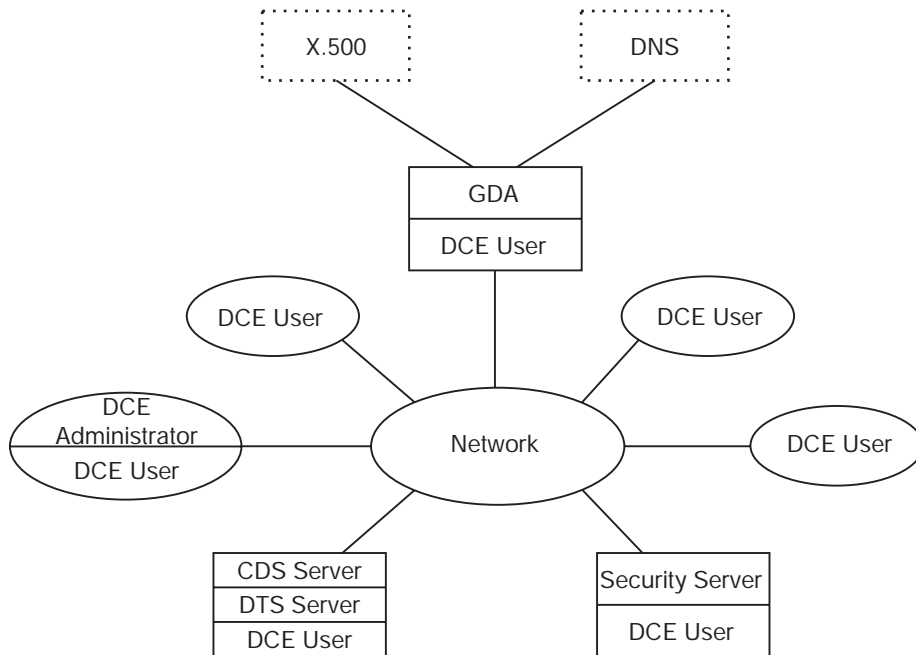 X.500
DNS
GDA
DCE User
DCE User
DCE User
DCE
Administrator
DCE User
Network
DCE User
CDS Server
DTS Server
DCE User
Security Server
DCE User